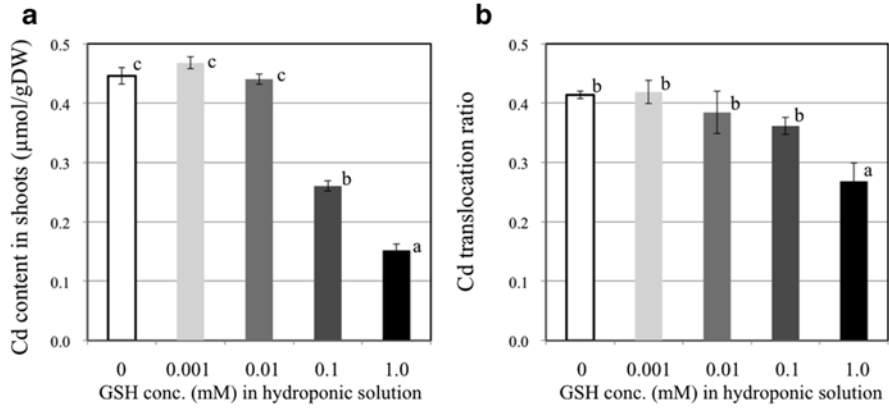 a
Cd content in shoots (μmol/gDW)
0.5
0.4
0.3
0.2
0.1
0.0
c
c
c
b
a
0 0.001 0.01 0.1 1.0
GSH conc. (mM) in hydroponic solution
b
Cd translocation ratio
0.5
0.4
0.3
0.2
0.1
0.0
b
b
b
b
a
0 0.001 0.01 0.1 1.0
GSH conc. (mM) in hydroponic solution